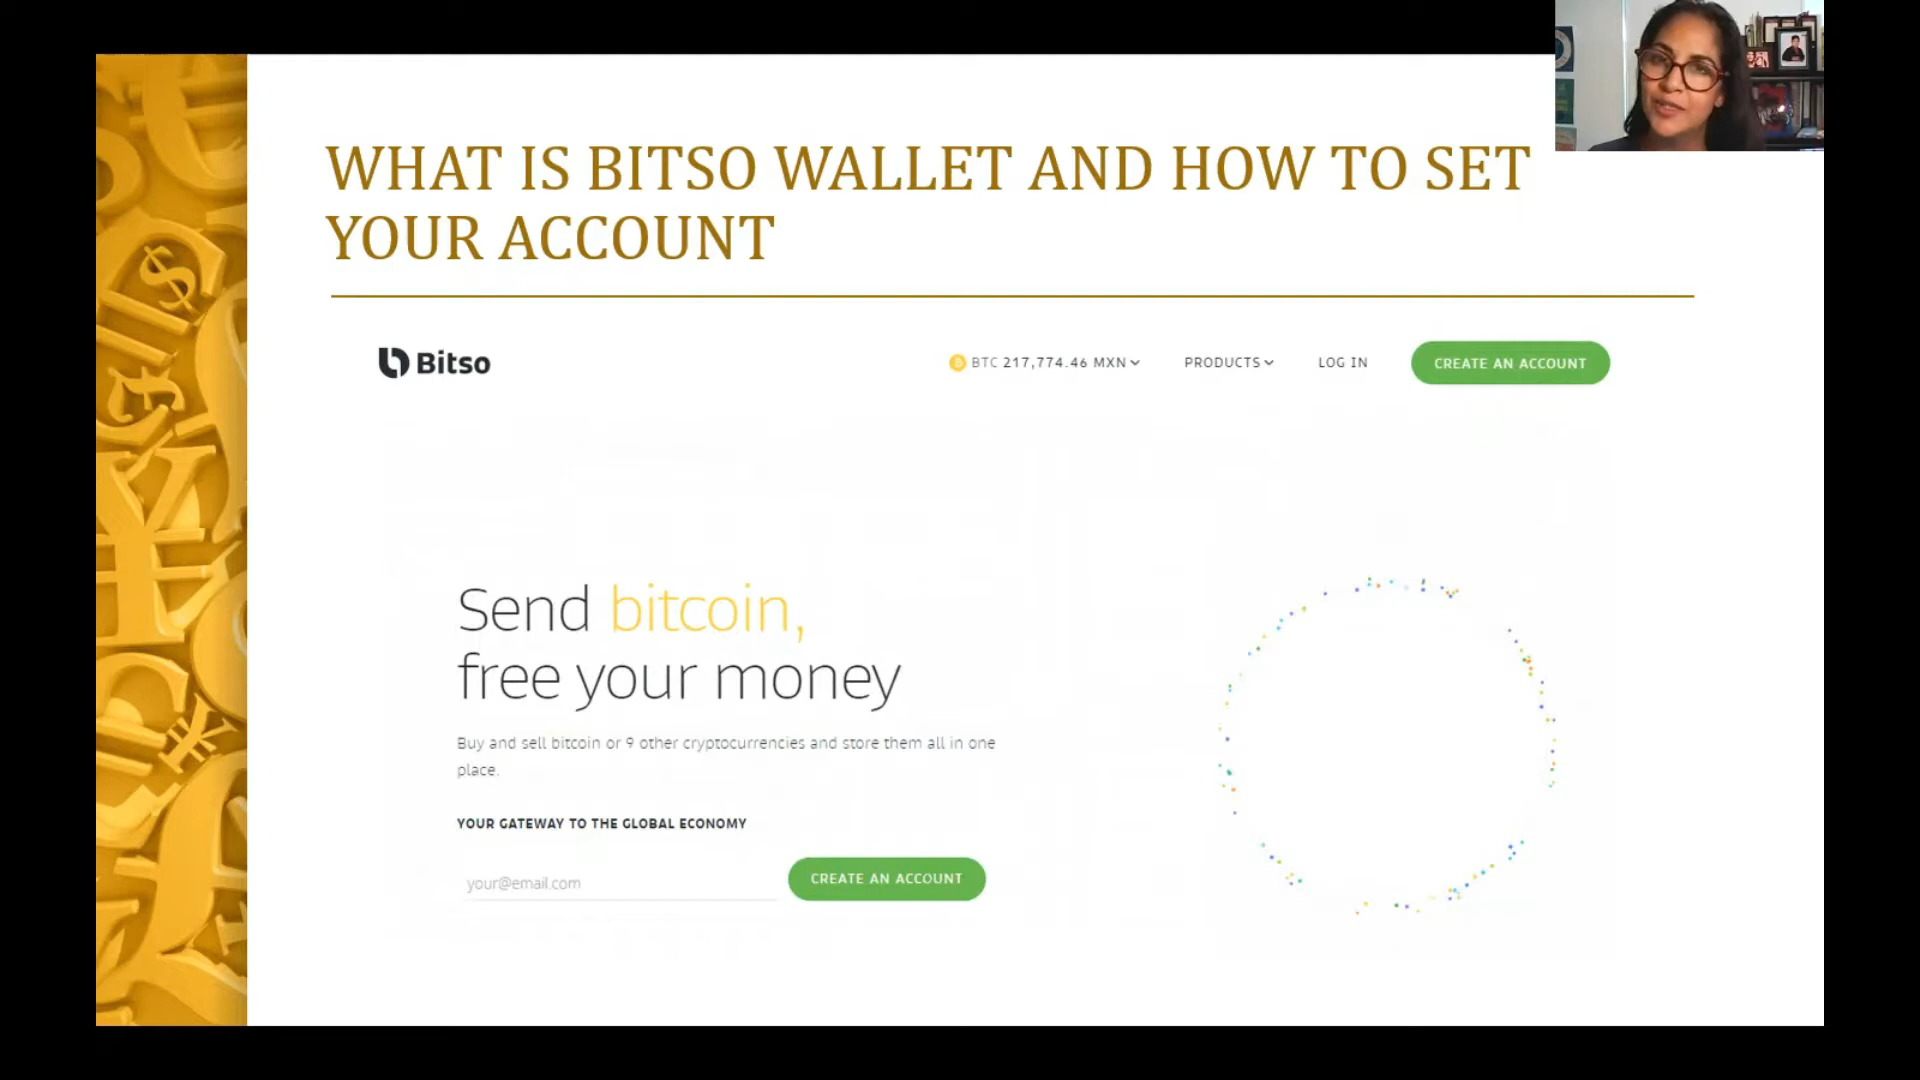 WHAT IS BITSO WALLET AND HOW TO SET
YOUR ACCOUNT
Bitso
BTC 217,774.46 MXN
PRODUCTS
LOG IN
CREATE AN ACCOUNT
Send bitcoin,
free your money
Buy and sell bitcoin or 9 other cryptocurrencies and store them all in one
place.
YOUR GATEWAY TO THE GLOBAL ECONOMY
your@email.com
CREATE AN ACCOUNT